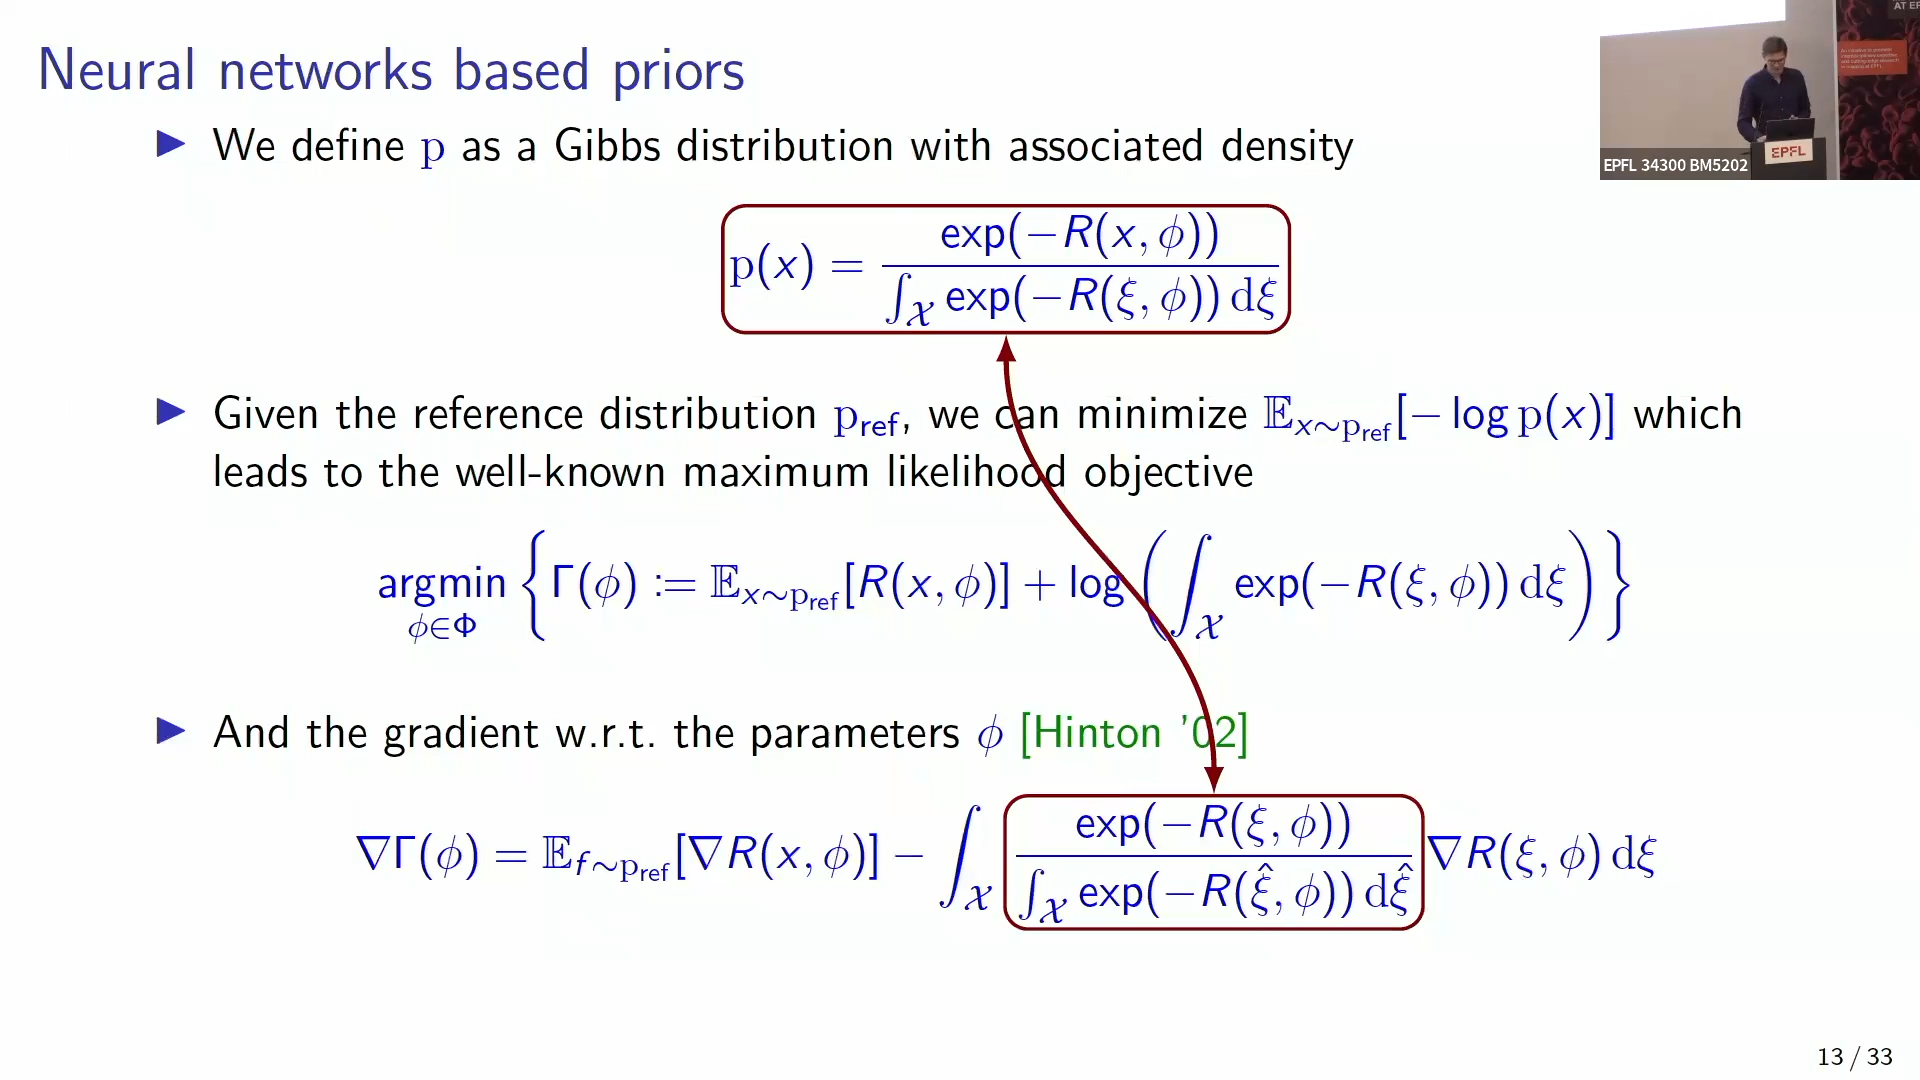 Neural networks based priors
▶ We define p as a Gibbs distribution with associated density
p(x) = exp(−R(x, ϕ)) / ∫_𝒳 exp(−R(ξ, ϕ)) dξ
▶ Given the reference distribution p_ref, we can minimize 𝔼_{x∼p_ref}[− log p(x)] which
leads to the well-known maximum likelihood objective
argmin_{ϕ∈Φ} { Γ(ϕ) := 𝔼_{x∼p_ref}[R(x, ϕ)] + log ( ∫_𝒳 exp(−R(ξ, ϕ)) dξ ) }
▶ And the gradient w.r.t. the parameters ϕ [Hinton '02]
∇Γ(ϕ) = 𝔼_{f∼p_ref}[∇R(x, ϕ)] − ∫_𝒳 exp(−R(ξ, ϕ)) / ∫_𝒳 exp(−R(ξ̂, ϕ)) dξ̂ ∇R(ξ, ϕ) dξ
13 / 33
EPFL 34300 BM5202
EPFL